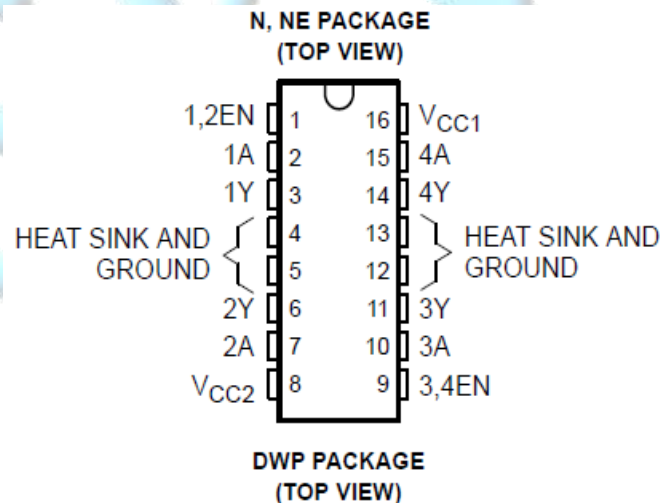 N, NE PACKAGE
(TOP VIEW)
1,2EN 1 16 VCC1
1A 2 15 4A
1Y 3 14 4Y
HEAT SINK AND 4 13 HEAT SINK AND
GROUND 5 12 GROUND
2Y 6 11 3Y
2A 7 10 3A
VCC2 8 9 3,4EN
DWP PACKAGE
(TOP VIEW)